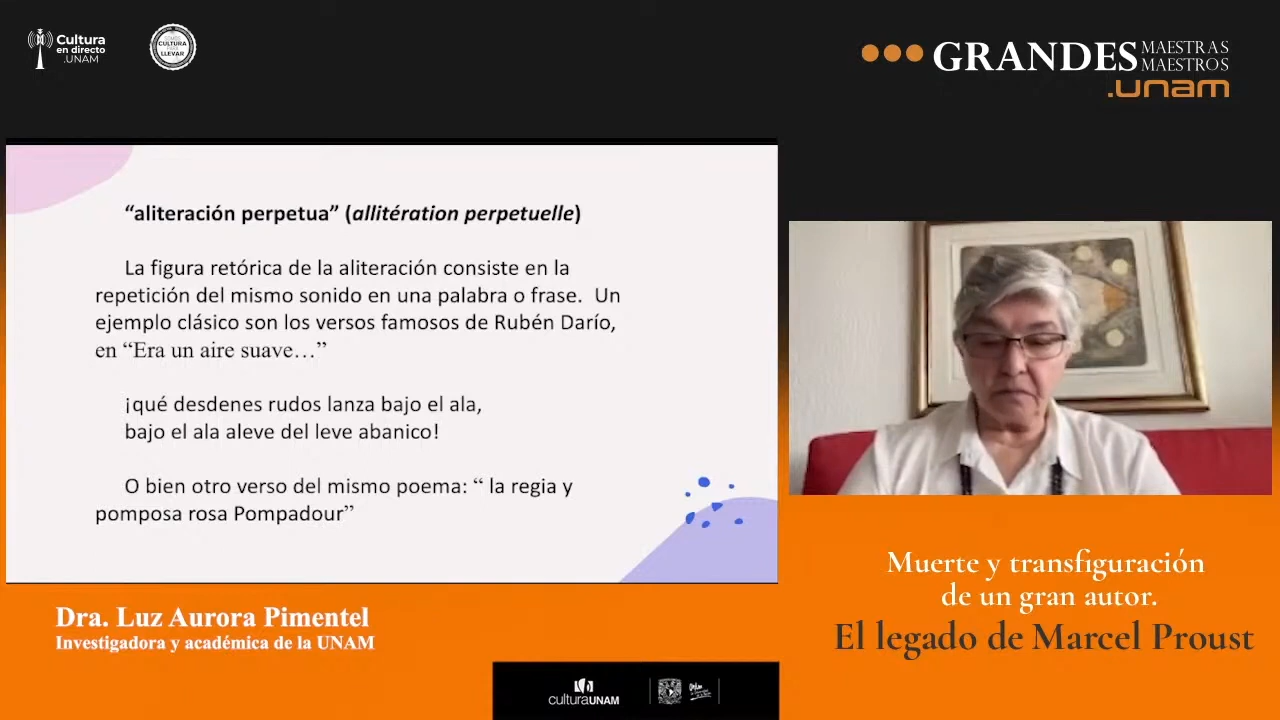 Cultura
en directo
.UNAM
CULTURA
LLEVAR
GRANDES MAESTRAS
MAESTROS
.unam
“aliteración perpetua” (allitération perpetuelle)
La figura retórica de la aliteración consiste en la
repetición del mismo sonido en una palabra o frase.  Un
ejemplo clásico son los versos famosos de Rubén Darío,
en “Era un aire suave…”
¡qué desdenes rudos lanza bajo el ala,
bajo el ala aleve del leve abanico!
O bien otro verso del mismo poema: “ la regia y
pomposa rosa Pompadour”
Dra. Luz Aurora Pimentel
Investigadora y académica de la UNAM
Muerte y transfiguración
de un gran autor.
El legado de Marcel Proust
culturaUNAM